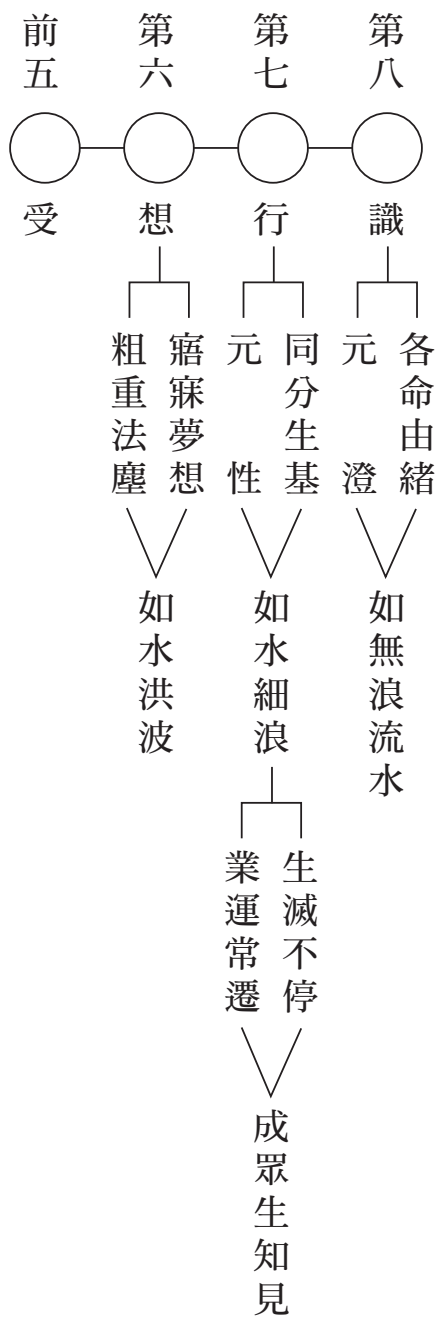 第八
第七
第六
前五
識
行
想
受
各命由緒
元澄
同分生基
元性
寤寐夢想
粗重法塵
如無浪流水
如水細浪
如水洪波
生滅不停
業運常遷
成眾生知見